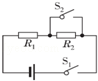 S₂
R₁ R₂
S₁